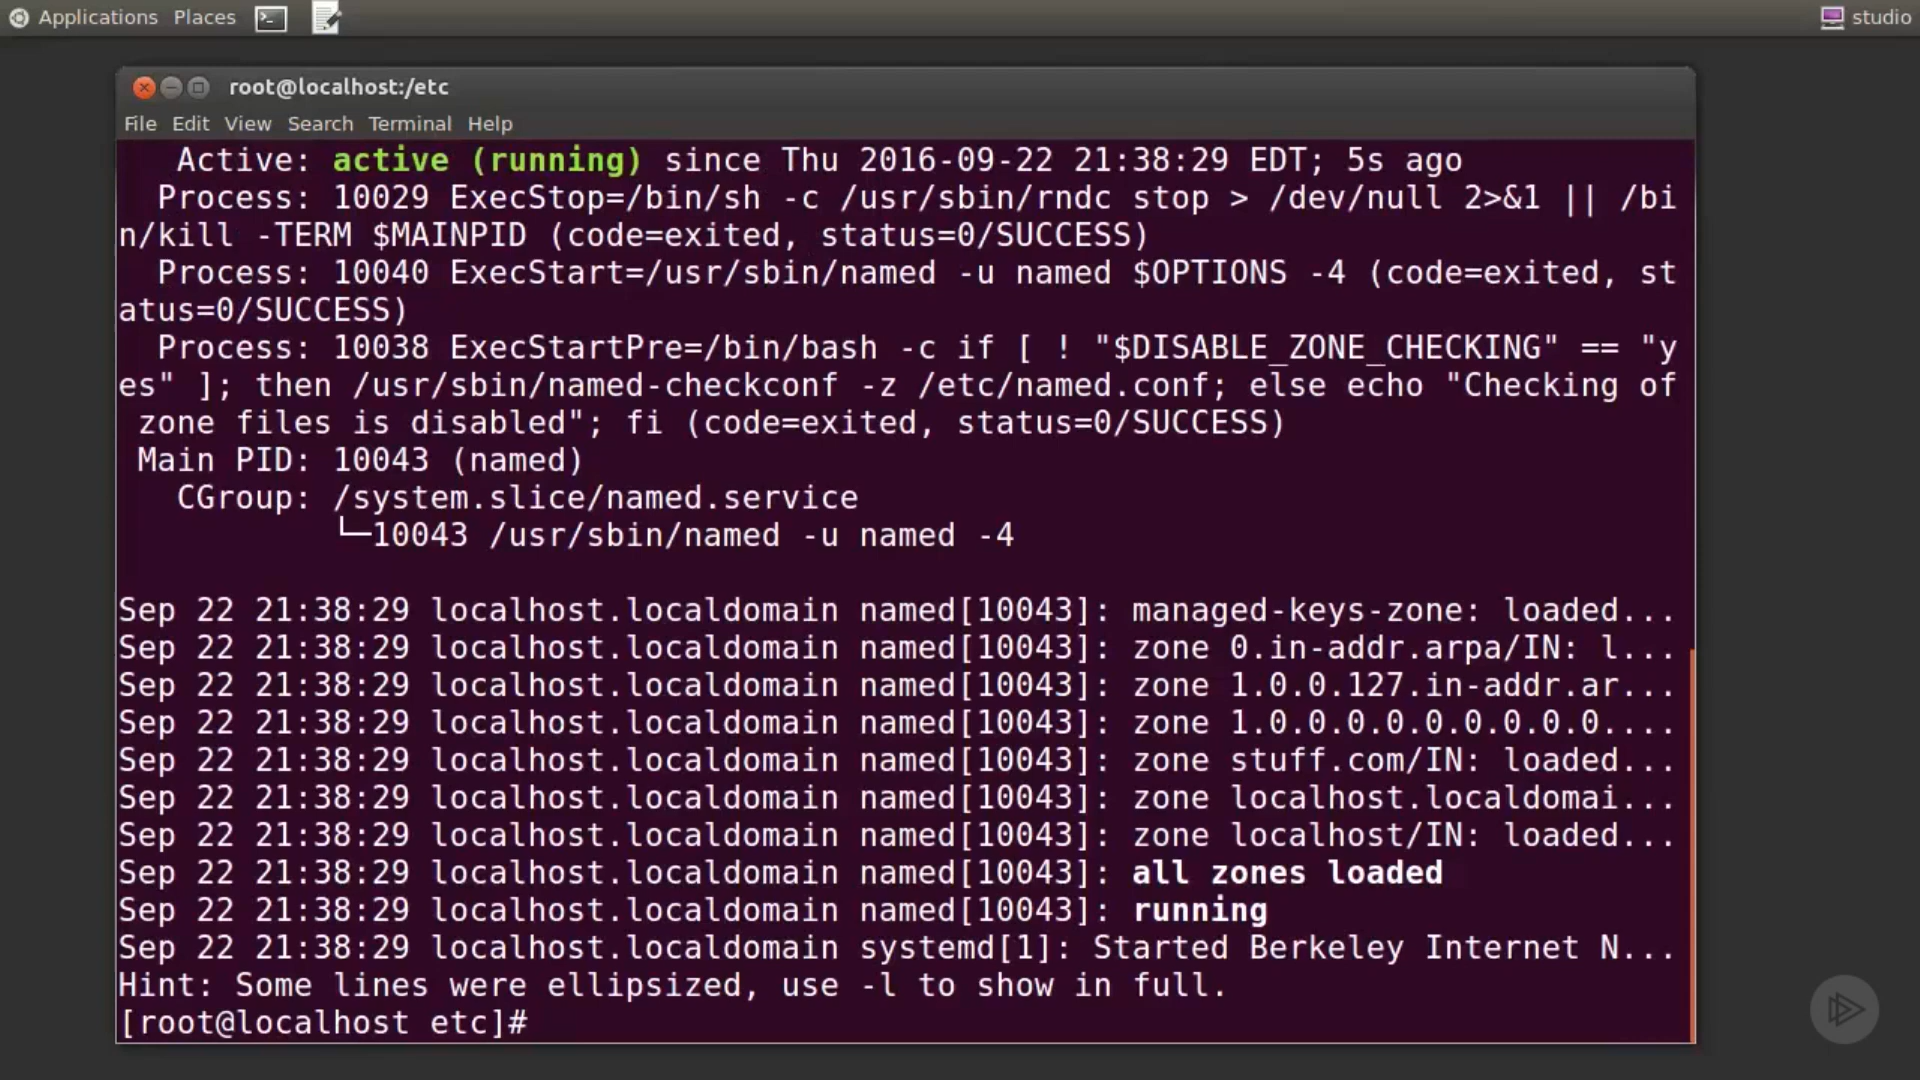 Applications Places studio
root@localhost:/etc
File Edit View Search Terminal Help
Active: active (running) since Thu 2016-09-22 21:38:29 EDT; 5s ago
Process: 10029 ExecStop=/bin/sh -c /usr/sbin/rndc stop > /dev/null 2>&1 || /bi
n/kill -TERM $MAINPID (code=exited, status=0/SUCCESS)
Process: 10040 ExecStart=/usr/sbin/named -u named $OPTIONS -4 (code=exited, st
atus=0/SUCCESS)
Process: 10038 ExecStartPre=/bin/bash -c if [ ! "$DISABLE_ZONE_CHECKING" == "y
es" ]; then /usr/sbin/named-checkconf -z /etc/named.conf; else echo "Checking of
zone files is disabled"; fi (code=exited, status=0/SUCCESS)
Main PID: 10043 (named)
CGroup: /system.slice/named.service
└─10043 /usr/sbin/named -u named -4
Sep 22 21:38:29 localhost.localdomain named[10043]: managed-keys-zone: loaded...
Sep 22 21:38:29 localhost.localdomain named[10043]: zone 0.in-addr.arpa/IN: l...
Sep 22 21:38:29 localhost.localdomain named[10043]: zone 1.0.0.127.in-addr.ar...
Sep 22 21:38:29 localhost.localdomain named[10043]: zone 1.0.0.0.0.0.0.0.0.0....
Sep 22 21:38:29 localhost.localdomain named[10043]: zone stuff.com/IN: loaded...
Sep 22 21:38:29 localhost.localdomain named[10043]: zone localhost.localdomai...
Sep 22 21:38:29 localhost.localdomain named[10043]: zone localhost/IN: loaded...
Sep 22 21:38:29 localhost.localdomain named[10043]: all zones loaded
Sep 22 21:38:29 localhost.localdomain named[10043]: running
Sep 22 21:38:29 localhost.localdomain systemd[1]: Started Berkeley Internet N...
Hint: Some lines were ellipsized, use -l to show in full.
[root@localhost etc]#